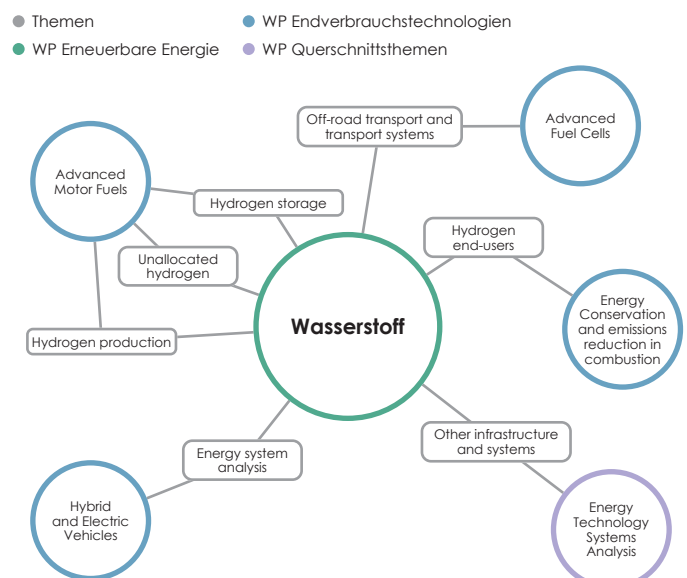 Themen
WP Endverbrauchstechnologien
WP Erneuerbare Energie
WP Querschnittsthemen
Off-road transport and
transport systems
Advanced
Fuel Cells
Advanced
Motor Fuels
Hydrogen storage
Hydrogen
end-users
Unallocated
hydrogen
Energy
Conservation
and emissions
reduction in
combustion
Wasserstoff
Hydrogen production
Energy system
analysis
Other infrastructure
and systems
Hybrid
and Electric
Vehicles
Energy
Technology
Systems
Analysis